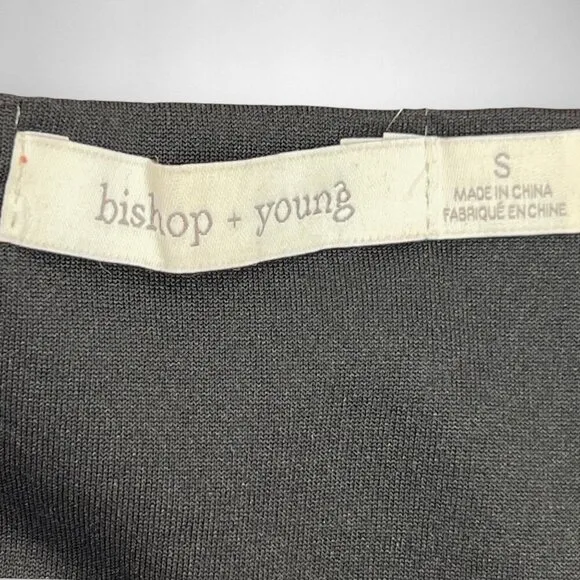 bishop + young
S
MADE IN CHINA
FABRIQUÉ EN CHINE